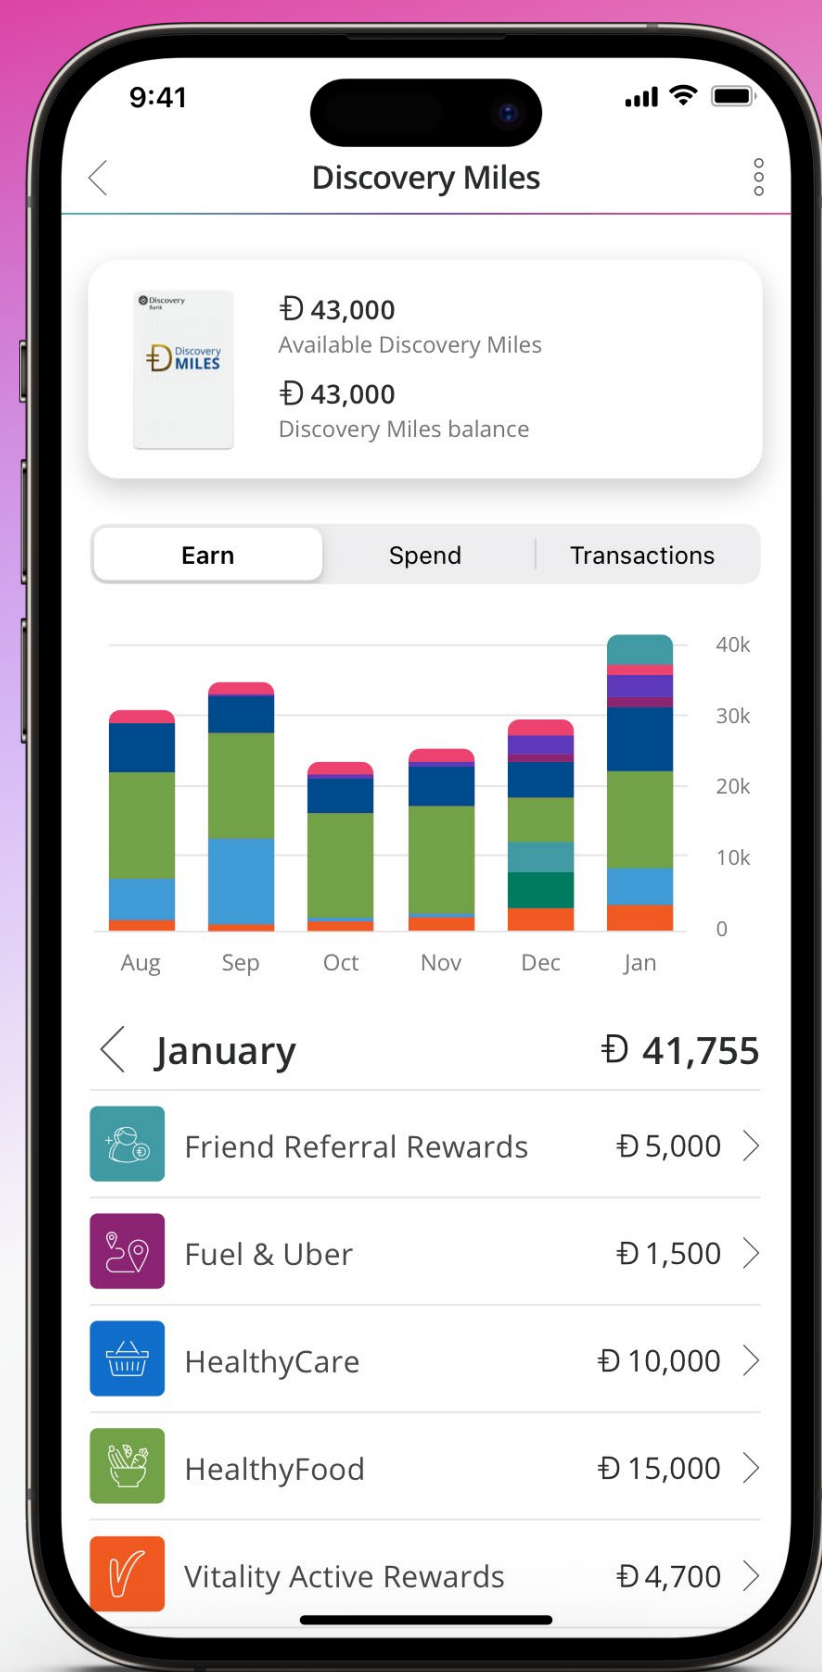 9:41
Discovery Miles
Discovery
Bank
Discovery
MILES
Đ 43,000
Available Discovery Miles
Đ 43,000
Discovery Miles balance
Earn Spend Transactions
40k
30k
20k
10k
0
Aug Sep Oct Nov Dec Jan
January Đ 41,755
Friend Referral Rewards Đ 5,000
Fuel & Uber Đ 1,500
HealthyCare Đ 10,000
HealthyFood Đ 15,000
Vitality Active Rewards Đ 4,700